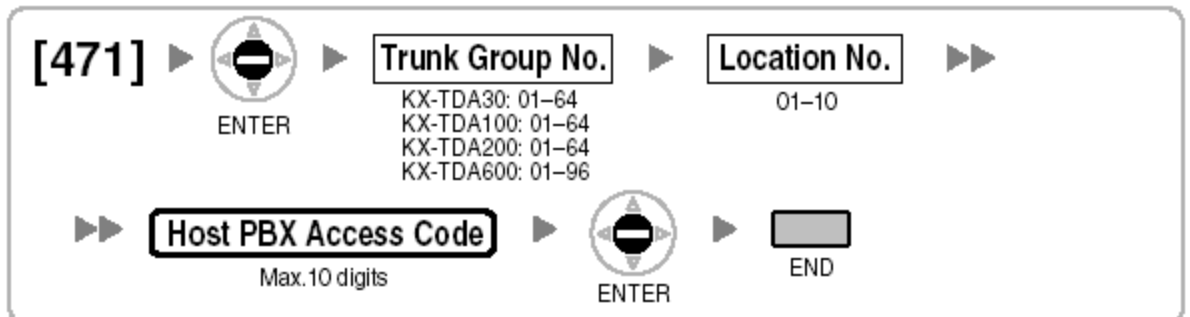 [471] Trunk Group No. Location No.
KX-TDA30: 01–64 01–10
KX-TDA100: 01–64
ENTER
KX-TDA200: 01–64
KX-TDA600: 01–96
Host PBX Access Code
Max.10 digits
END
ENTER